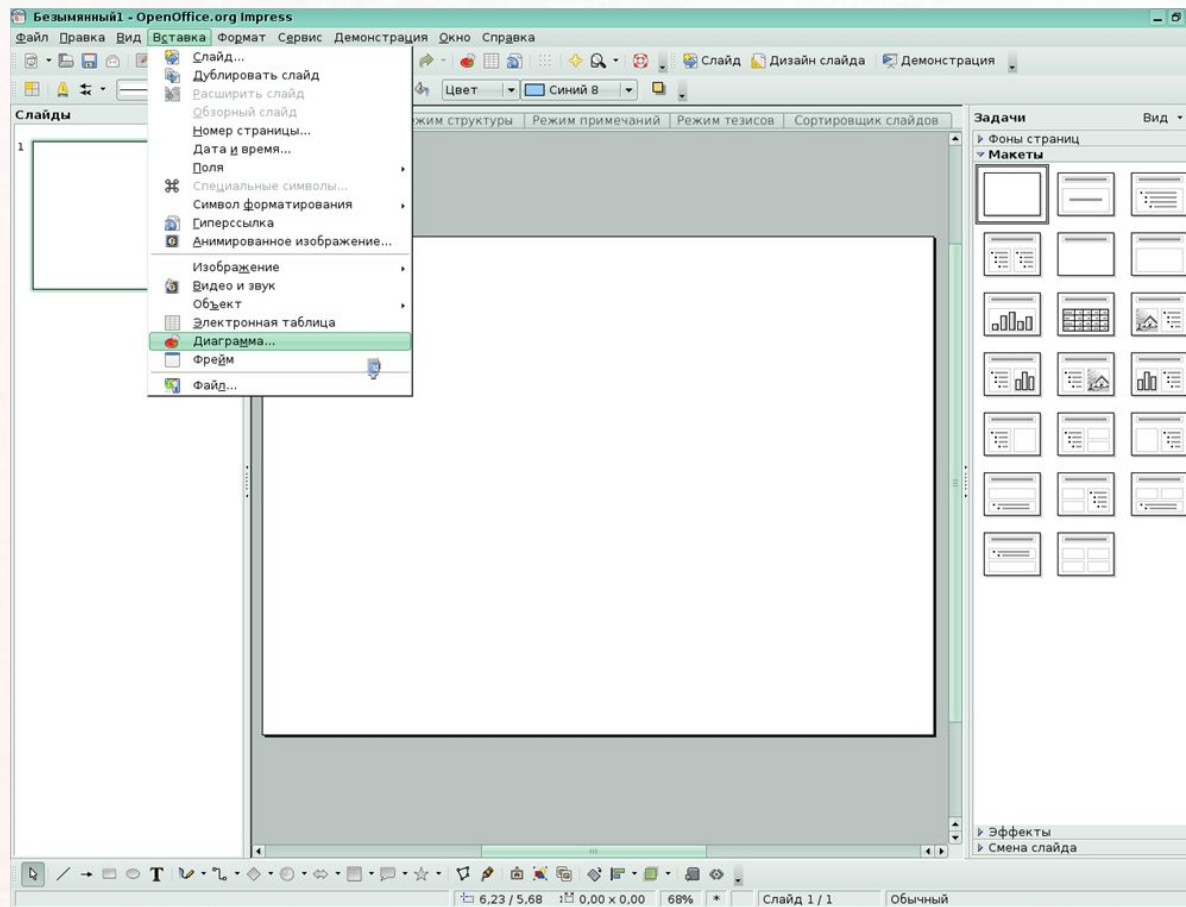 Безымянный1 - OpenOffice.org Impress
Файл Правка Вид Вставка Формат Сервис Демонстрация Окно Справка
Слайд Дизайн слайда Демонстрация
Цвет Синий 8
Слайды
1
Слайд...
Дублировать слайд
Расширить слайд
Обзорный слайд
Номер страницы...
Дата и время...
Поля
Специальные символы...
Символ форматирования
Гиперссылка
Анимированное изображение...
Изображение
Видео и звук
Объект
Электронная таблица
Диаграмма...
Фрейм
Файл...
структуры Режим примечаний Режим тезисов Сортировщик слайдов
Задачи Вид
Фоны страниц
Макеты
Эффекты
Смена слайда
6,23 / 5,68 0,00 x 0,00 68% * Слайд 1 / 1 Обычный